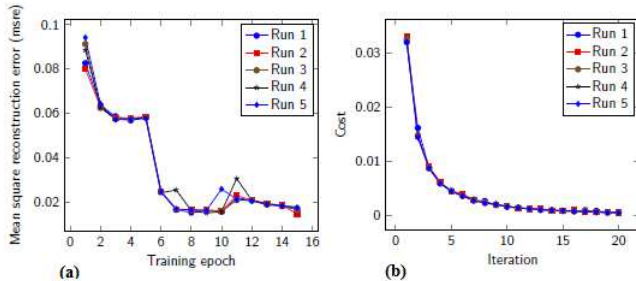 Mean square reconstruction error (msre)
0.1
0.08
0.06
0.04
0.02
0 2 4 6 8 10 12 14 16
Training epoch
(a)
Run 1
Run 2
Run 3
Run 4
Run 5
Cost
0.03
0.02
0.01
0
0 5 10 15 20
Iteration
(b)
Run 1
Run 2
Run 3
Run 4
Run 5